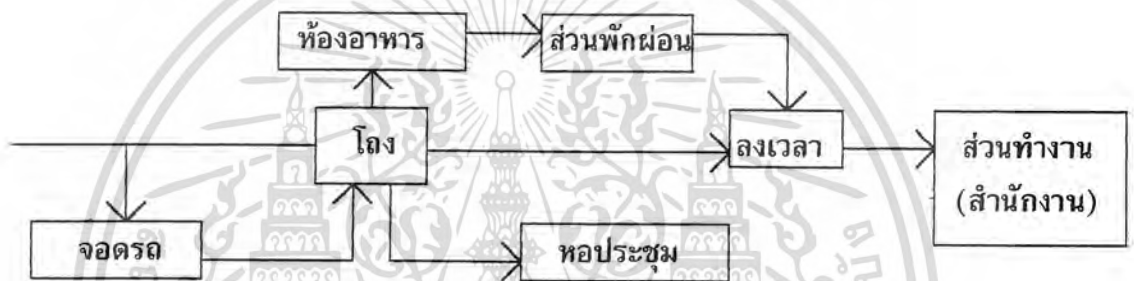 ห้องอาหาร
ส่วนพักผ่อน
โถง
ลงเวลา
ส่วนทำงาน
(สำนักงาน)
จอดรถ
หอประชุม